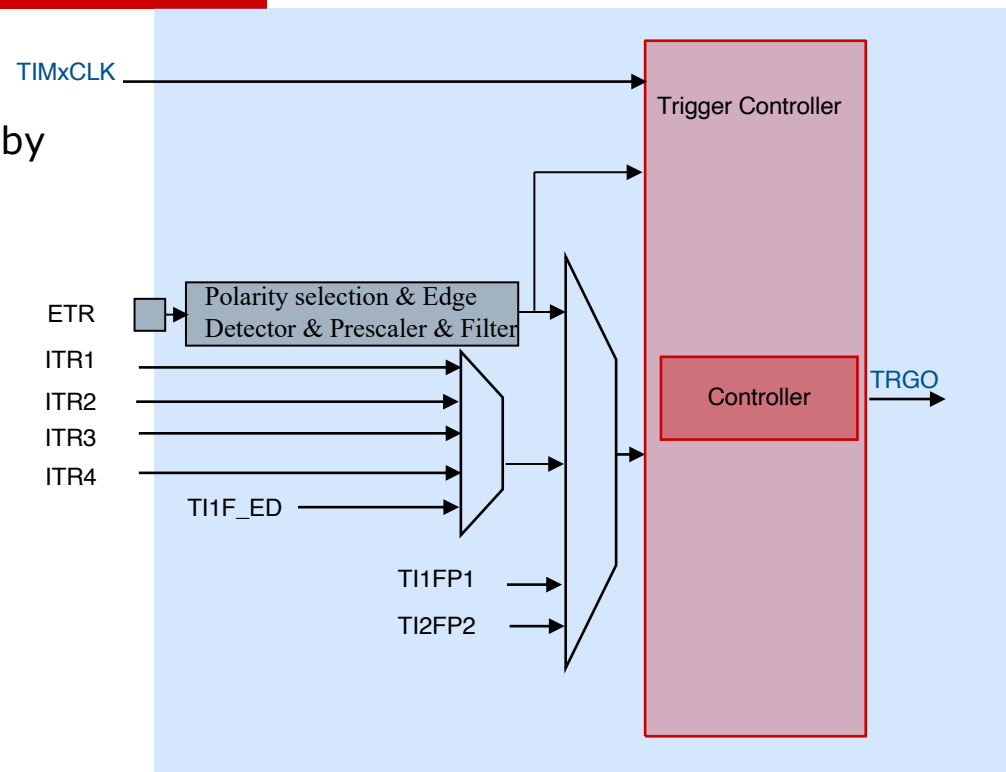 TIMxCLK
Trigger Controller
by
Polarity selection & Edge
Detector & Prescaler & Filter
ETR
ITR1
ITR2
ITR3
ITR4
TI1F_ED
TI1FP1
TI2FP2
Controller
TRGO